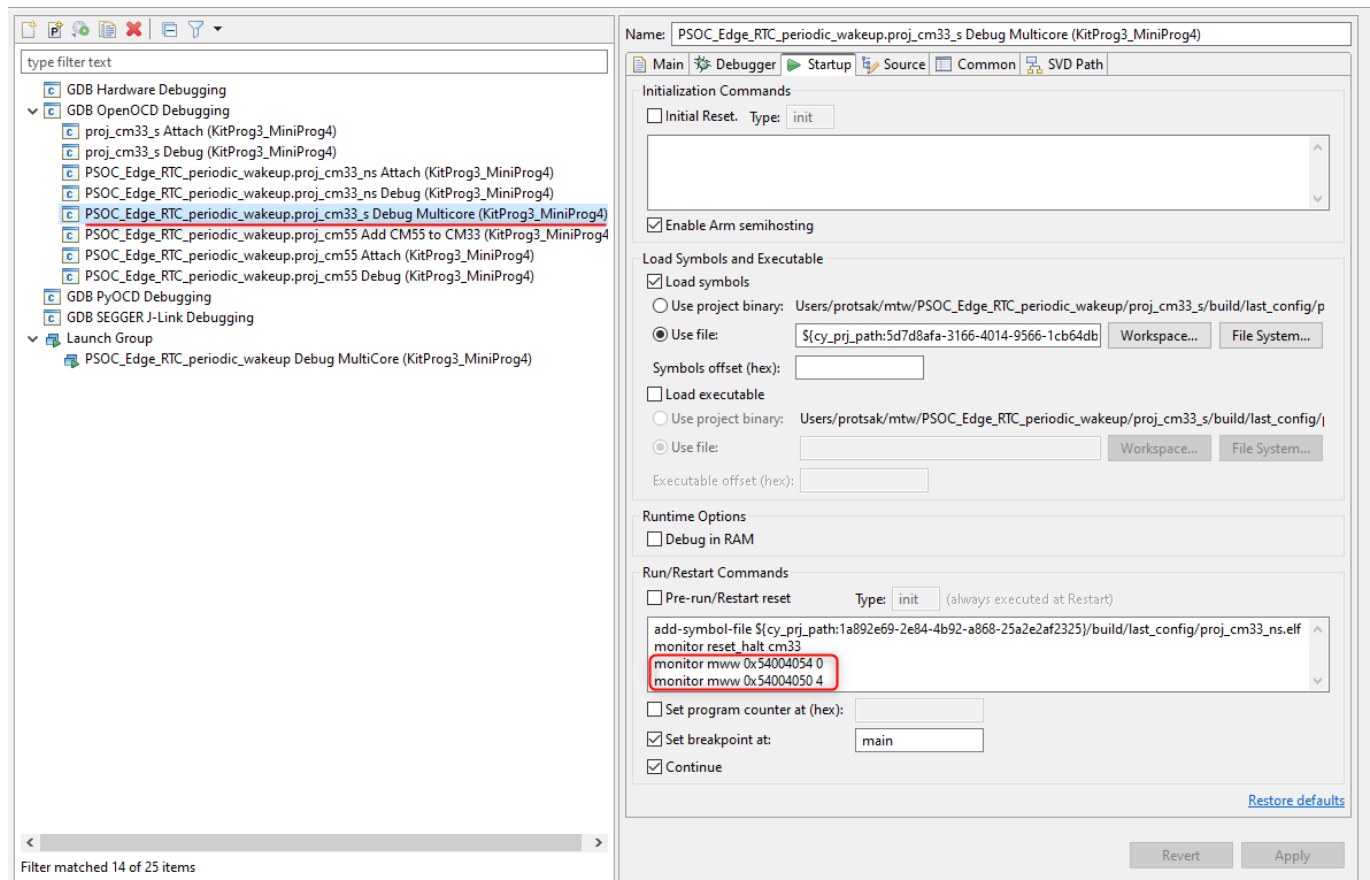 type filter text
GDB Hardware Debugging
GDB OpenOCD Debugging
proj_cm33_s Attach (KitProg3_MiniProg4)
proj_cm33_s Debug (KitProg3_MiniProg4)
PSOC_Edge_RTC_periodic_wakeup.proj_cm33_ns Attach (KitProg3_MiniProg4)
PSOC_Edge_RTC_periodic_wakeup.proj_cm33_ns Debug (KitProg3_MiniProg4)
PSOC_Edge_RTC_periodic_wakeup.proj_cm33_s Debug Multicore (KitProg3_MiniProg4)
PSOC_Edge_RTC_periodic_wakeup.proj_cm55 Add CM55 to CM33 (KitProg3_MiniProg4
PSOC_Edge_RTC_periodic_wakeup.proj_cm55 Attach (KitProg3_MiniProg4)
PSOC_Edge_RTC_periodic_wakeup.proj_cm55 Debug (KitProg3_MiniProg4)
GDB PyOCD Debugging
GDB SEGGER J-Link Debugging
Launch Group
PSOC_Edge_RTC_periodic_wakeup Debug MultiCore (KitProg3_MiniProg4)
Filter matched 14 of 25 items
Name: PSOC_Edge_RTC_periodic_wakeup.proj_cm33_s Debug Multicore (KitProg3_MiniProg4)
Main Debugger Startup Source Common SVD Path
Initialization Commands
Initial Reset. Type: init
Enable Arm semihosting
Load Symbols and Executable
Load symbols
Use project binary: Users/protsak/mtw/PSOC_Edge_RTC_periodic_wakeup/proj_cm33_s/build/last_config/p
Use file: ${cy_prj_path:5d7d8afa-3166-4014-9566-1cb64db Workspace... File System...
Symbols offset (hex):
Load executable
Use project binary: Users/protsak/mtw/PSOC_Edge_RTC_periodic_wakeup/proj_cm33_s/build/last_config/
Use file: Workspace... File System...
Executable offset (hex):
Runtime Options
Debug in RAM
Run/Restart Commands
Pre-run/Restart reset Type: init (always executed at Restart)
add-symbol-file ${cy_prj_path:1a892e69-2e84-4b92-a868-25a2e2af2325}/build/last_config/proj_cm33_ns.elf
monitor reset_halt cm33
monitor mww 0x54004054 0
monitor mww 0x54004050 4
Set program counter at (hex):
Set breakpoint at: main
Continue
Restore defaults
Revert Apply